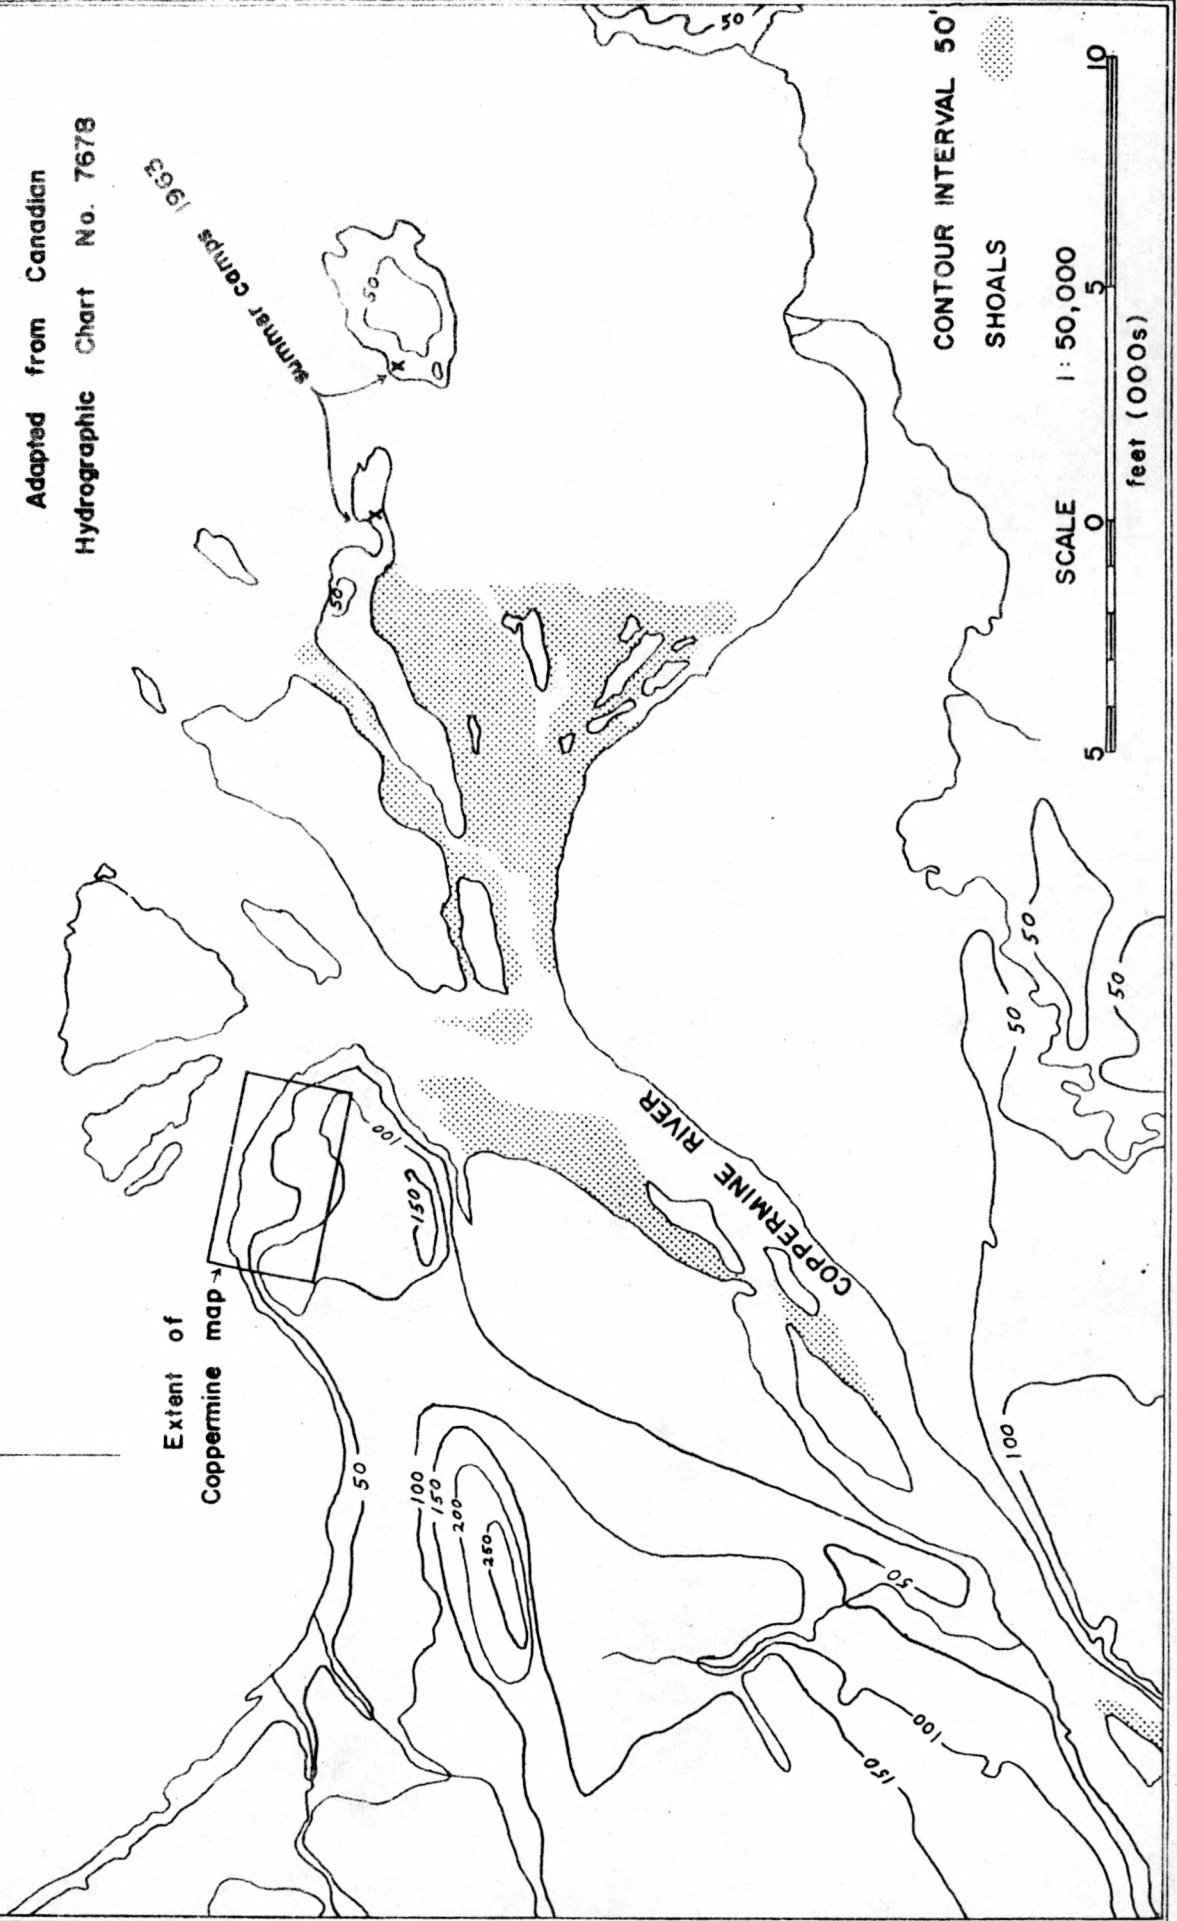 Adapted from Canadian
Hydrographic Chart No. 7678
summer camps 1963
50
50
50
Extent of
Coppermine map
100
150
50
100
150
200
250
50
100
150
COPPERMINE RIVER
50
50
50
100
CONTOUR INTERVAL 50'
SHOALS
SCALE 1:50,000
5 0 5 10
feet (000s)